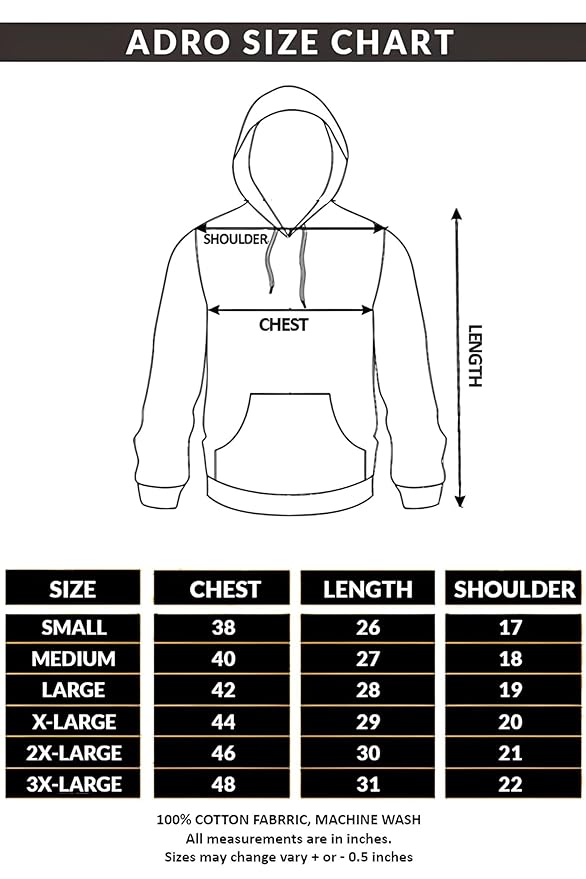 ADRO SIZE CHART
SHOULDER
CHEST
LENGTH
SIZE CHEST LENGTH SHOULDER
SMALL 38 26 17
MEDIUM 40 27 18
LARGE 42 28 19
X-LARGE 44 29 20
2X-LARGE 46 30 21
3X-LARGE 48 31 22
100% COTTON FABRRIC, MACHINE WASH
All measurements are in inches.
Sizes may change vary + or - 0.5 inches